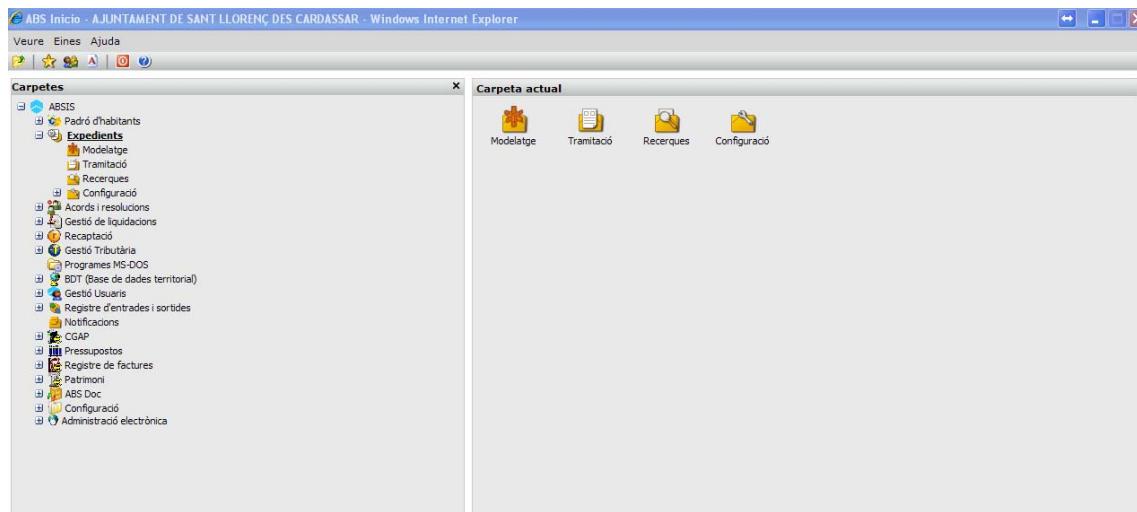 ABS Inicio - AJUNTAMENT DE SANT LLORENÇ DES CARDASSAR - Windows Internet Explorer
Veure Eines Ajuda
Carpetes
ABSIS
Padró d'habitants
Expedients
Modelatge
Tramitació
Recerques
Configuració
Acords i resolucions
Gestió de liquidacions
Recaptació
Gestió Tributària
Programes MS-DOS
BDT (Base de dades territorial)
Gestió Usuaris
Registre d'entrades i sortides
Notificacions
CGAP
Pressupostos
Registre de factures
Patrimoni
ABS Doc
Configuració
Administració electrònica
Carpeta actual
Modelatge Tramitació Recerques Configuració